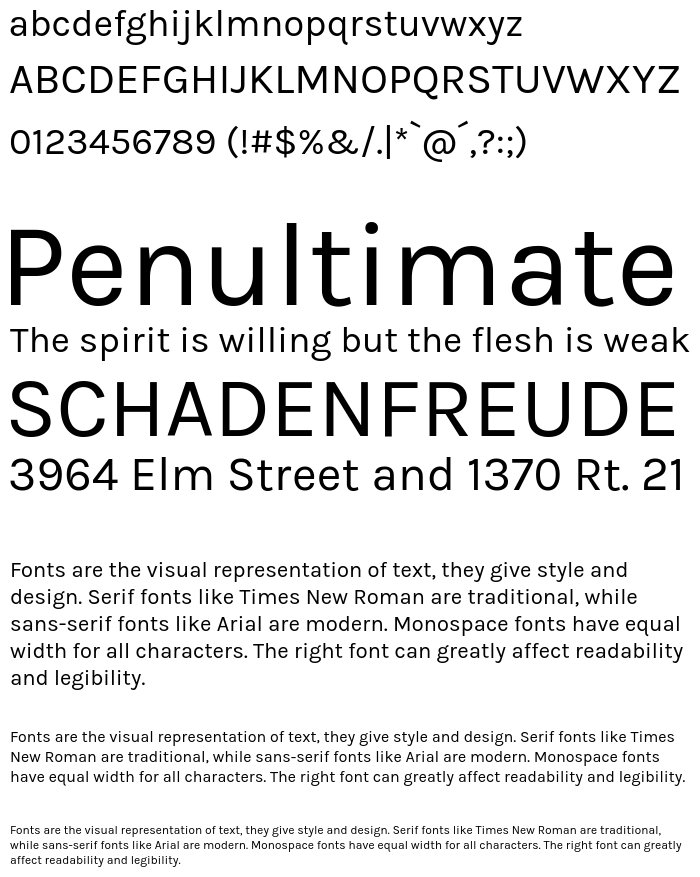 abcdefghijklmnopqrstuvwxyz
ABCDEFGHIJKLMNOPQRSTUVWXYZ
0123456789 (!#$%&/.|*`@´,?:;)
Penultimate
The spirit is willing but the flesh is weak
SCHADENFREUDE
3964 Elm Street and 1370 Rt. 21
Fonts are the visual representation of text, they give style and
design. Serif fonts like Times New Roman are traditional, while
sans-serif fonts like Arial are modern. Monospace fonts have equal
width for all characters. The right font can greatly affect readability
and legibility.
Fonts are the visual representation of text, they give style and design. Serif fonts like Times
New Roman are traditional, while sans-serif fonts like Arial are modern. Monospace fonts
have equal width for all characters. The right font can greatly affect readability and legibility.
Fonts are the visual representation of text, they give style and design. Serif fonts like Times New Roman are traditional,
while sans-serif fonts like Arial are modern. Monospace fonts have equal width for all characters. The right font can greatly
affect readability and legibility.